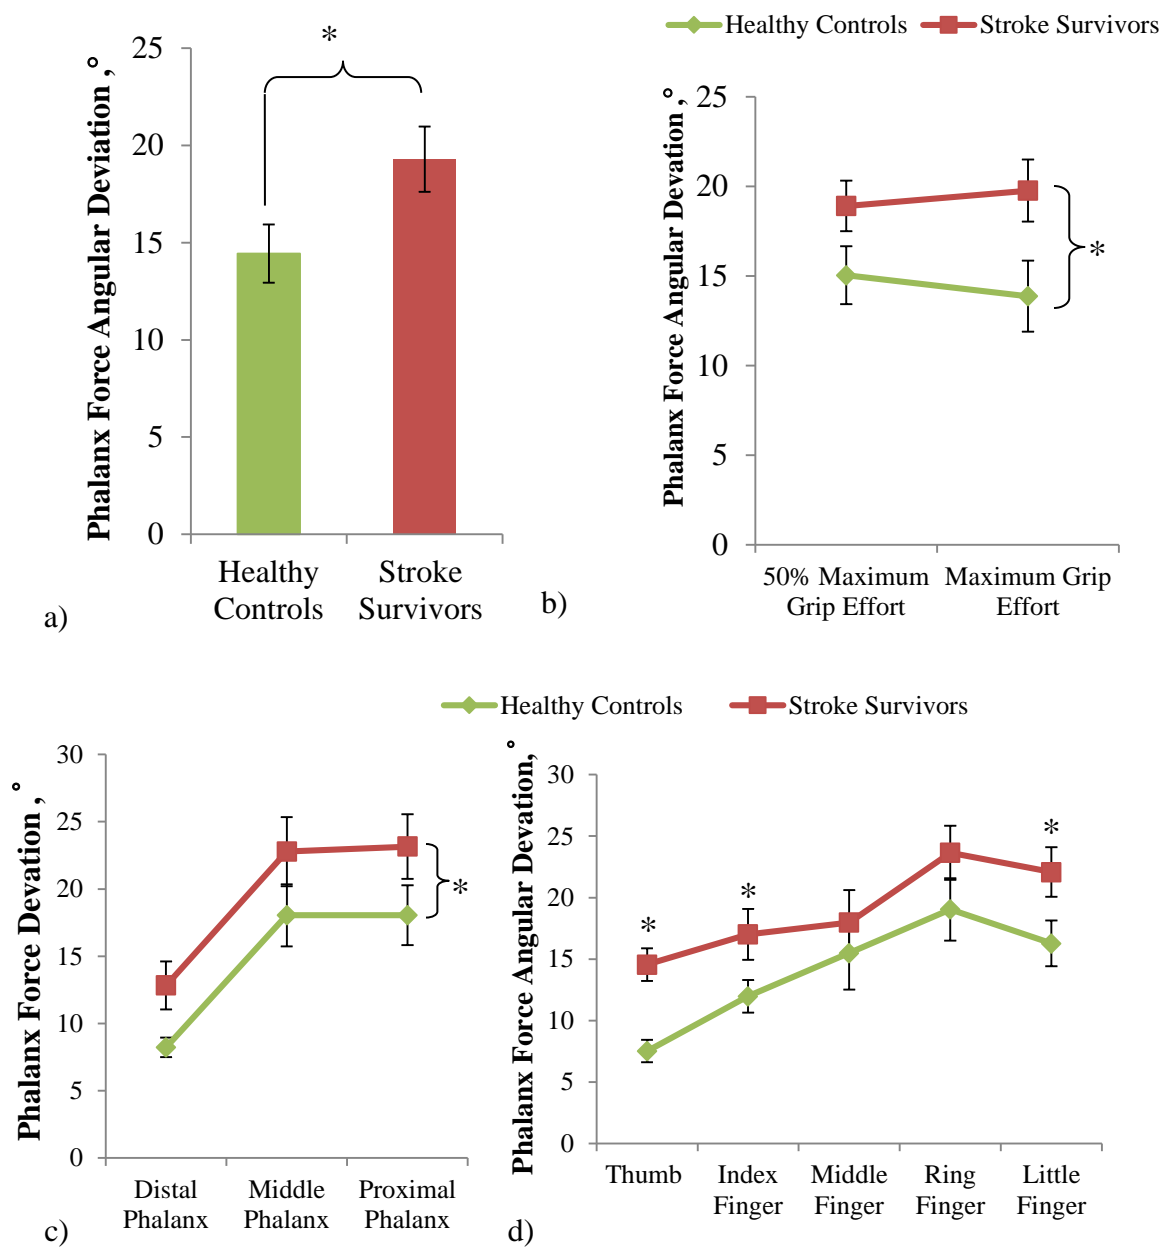 *
Phalanx Force Angular Deviation ,°
25
20
15
10
5
0
Healthy Controls
Stroke Survivors
a)
Healthy Controls
Stroke Survivors
Phalanx Force Angular Devation ,°
25
20
15
10
5
0
*
50% Maximum Grip Effort
Maximum Grip Effort
b)
Healthy Controls
Stroke Survivors
Phalanx Force Devation ,°
30
25
20
15
10
5
0
*
Distal Phalanx
Middle Phalanx
Proximal Phalanx
c)
Phalanx Force Angular Devation,°
30
25
20
15
10
5
0
*
*
*
Thumb
Index Finger
Middle Finger
Ring Finger
Little Finger
d)